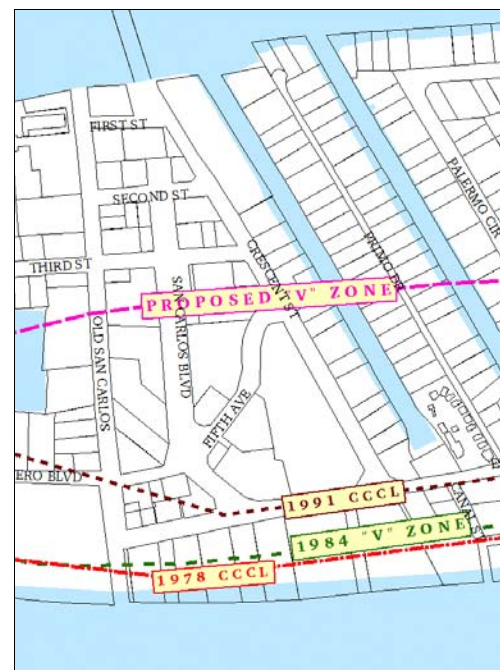 FIRST ST
SECOND ST
PALERMO CIR
THIRD ST
CRESCENT ST
PRIMO DR
PROPOSED "V" ZONE
SAN CARLOS BLVD
OLD SAN CARLOS
FIFTH AVE
ERO BLVD
1991 CCCL
1984 "V" ZONE
1978 CCCL